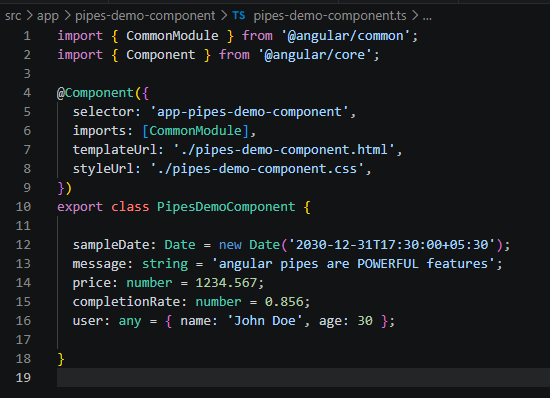 src > app > pipes-demo-component > TS pipes-demo-component.ts > ...
1 import { CommonModule } from '@angular/common';
2 import { Component } from '@angular/core';
3
4 @Component({
5   selector: 'app-pipes-demo-component',
6   imports: [CommonModule],
7   templateUrl: './pipes-demo-component.html',
8   styleUrl: './pipes-demo-component.css',
9 })
10 export class PipesDemoComponent {
11
12   sampleDate: Date = new Date('2030-12-31T17:30:00+05:30');
13   message: string = 'angular pipes are POWERFUL features';
14   price: number = 1234.567;
15   completionRate: number = 0.856;
16   user: any = { name: 'John Doe', age: 30 };
17
18 }
19